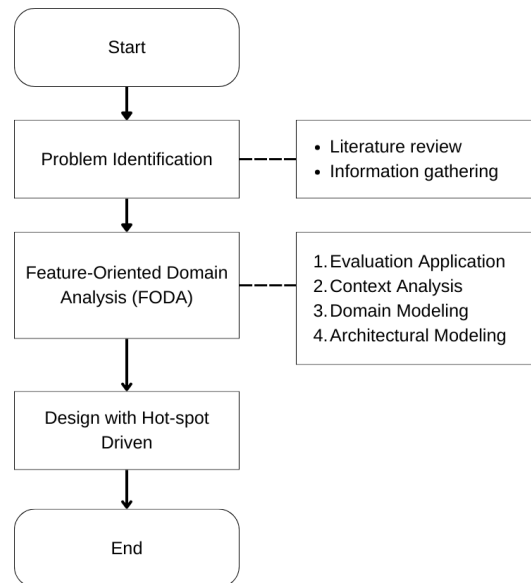 Start
Problem Identification
• Literature review
• Information gathering
Feature-Oriented Domain
Analysis (FODA)
1. Evaluation Application
2. Context Analysis
3. Domain Modeling
4. Architectural Modeling
Design with Hot-spot
Driven
End